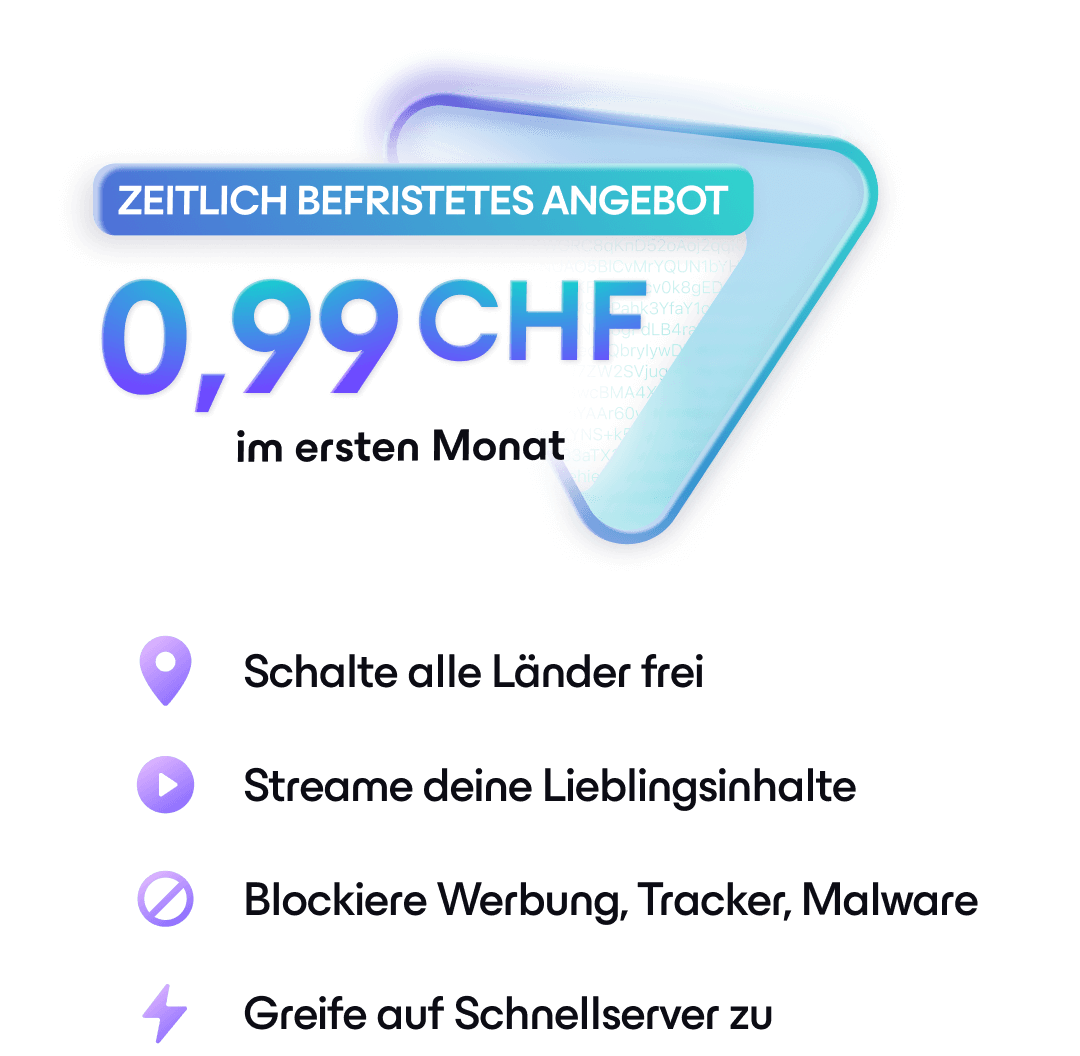 ZEITLICH BEFRISTETES ANGEBOT
0,99 CHF
im ersten Monat
Schalte alle Länder frei
Streame deine Lieblingsinhalte
Blockiere Werbung, Tracker, Malware
Greife auf Schnellserver zu